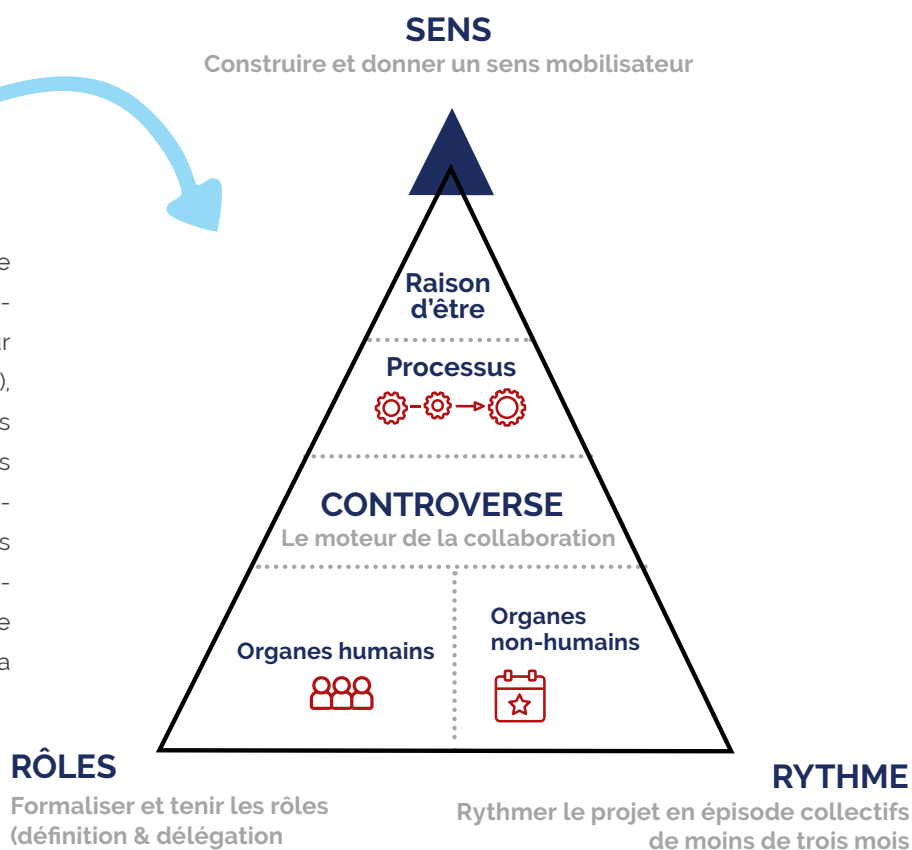 SENS
Construire et donner un sens mobilisateur
e
-
ur
),
s
s
-
s
-
e
a
Raison
d’être
Processus
CONTROVERSE
Le moteur de la collaboration
Organes humains
Organes
non-humains
RÔLES
Formaliser et tenir les rôles
(définition & délégation
RYTHME
Rythmer le projet en épisode collectifs
de moins de trois mois